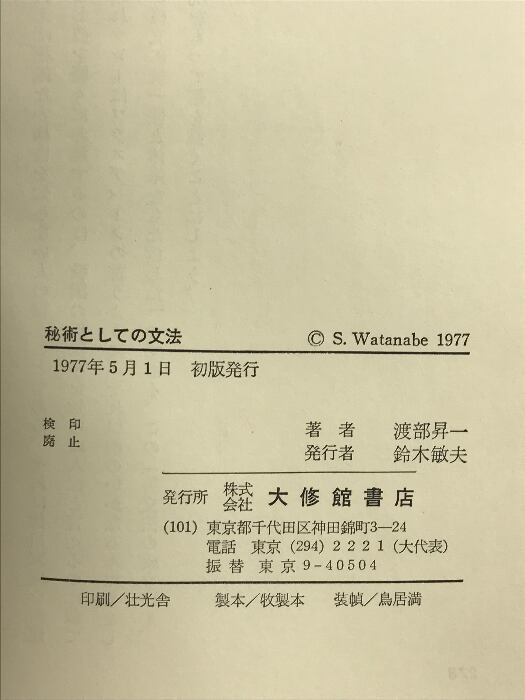 秘術としての文法 © S. Watanabe 1977
1977年5月1日 初版発行
検印
廃止
著者 渡部昇一
発行者 鈴木敏夫
発行所 株式会社 大修館書店
(101) 東京都千代田区神田錦町3―24
電話 東京 (294) 2221 (大代表)
振替 東京9-40504
印刷/壮光舎 製本/牧製本 装幀/鳥居満